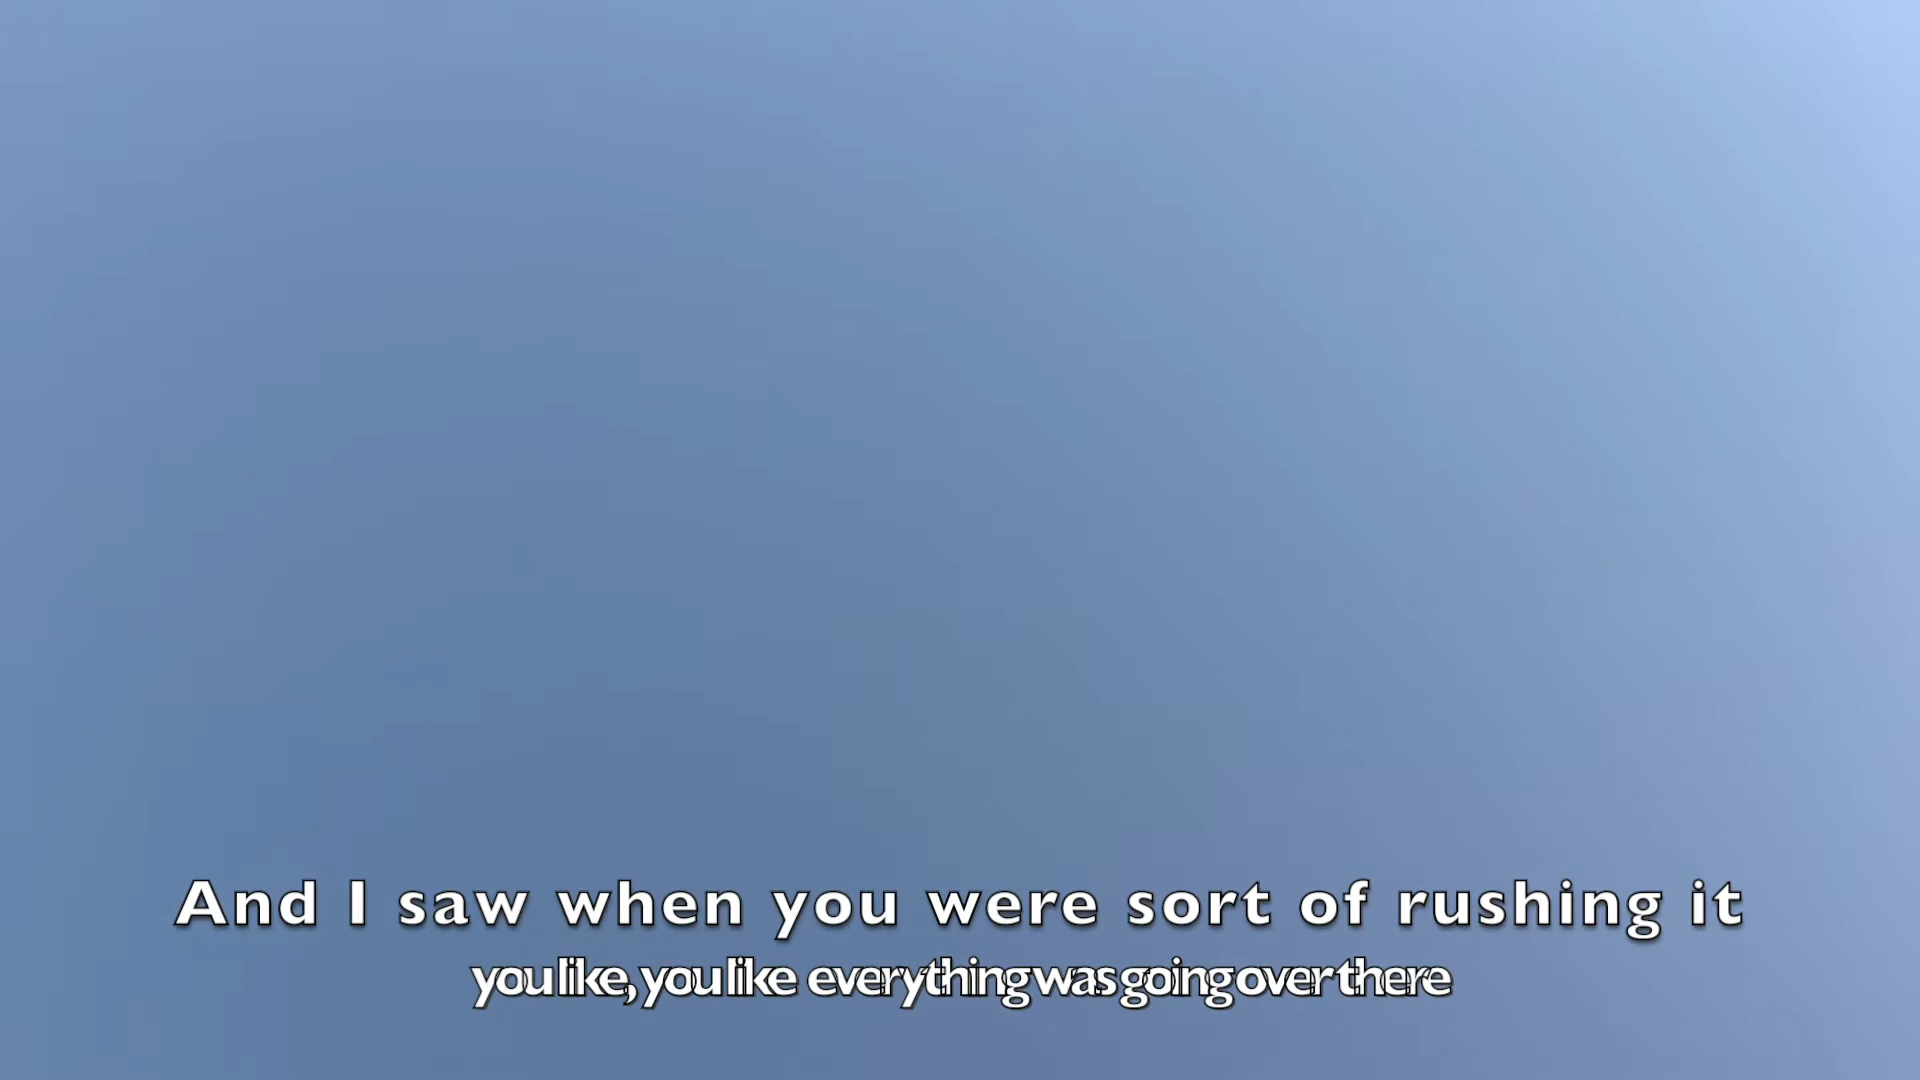 And I saw when you were sort of rushing it
you like, you like everything was going over there